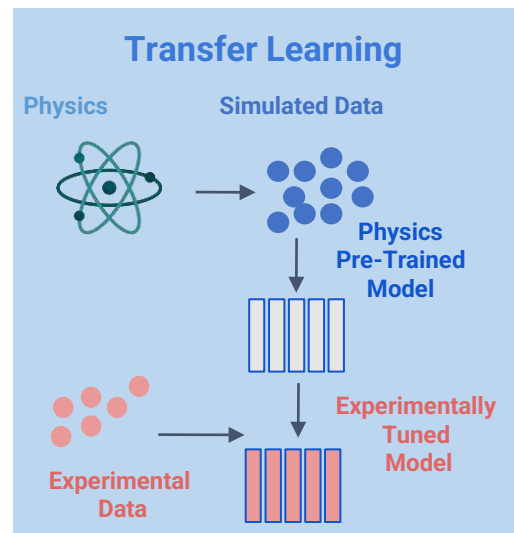 Transfer Learning
Physics
Simulated Data
Physics
Pre-Trained
Model
Experimentally
Tuned
Model
Experimental
Data